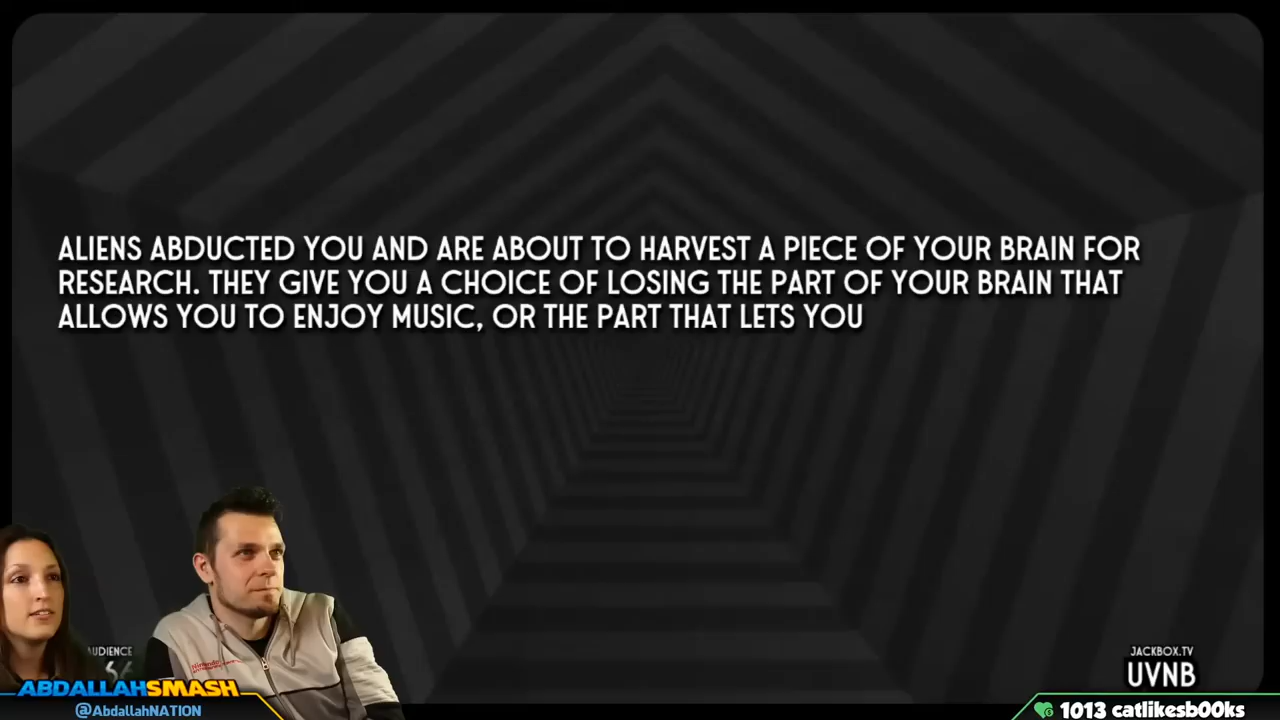 ALIENS ABDUCTED YOU AND ARE ABOUT TO HARVEST A PIECE OF YOUR BRAIN FOR
RESEARCH. THEY GIVE YOU A CHOICE OF LOSING THE PART OF YOUR BRAIN THAT
ALLOWS YOU TO ENJOY MUSIC, OR THE PART THAT LETS YOU
AUDIENCE
JACKBOX.TV
UVNB
ABDALLAHSMASH
@AbdallahNATION
1013 catlikesb00ks